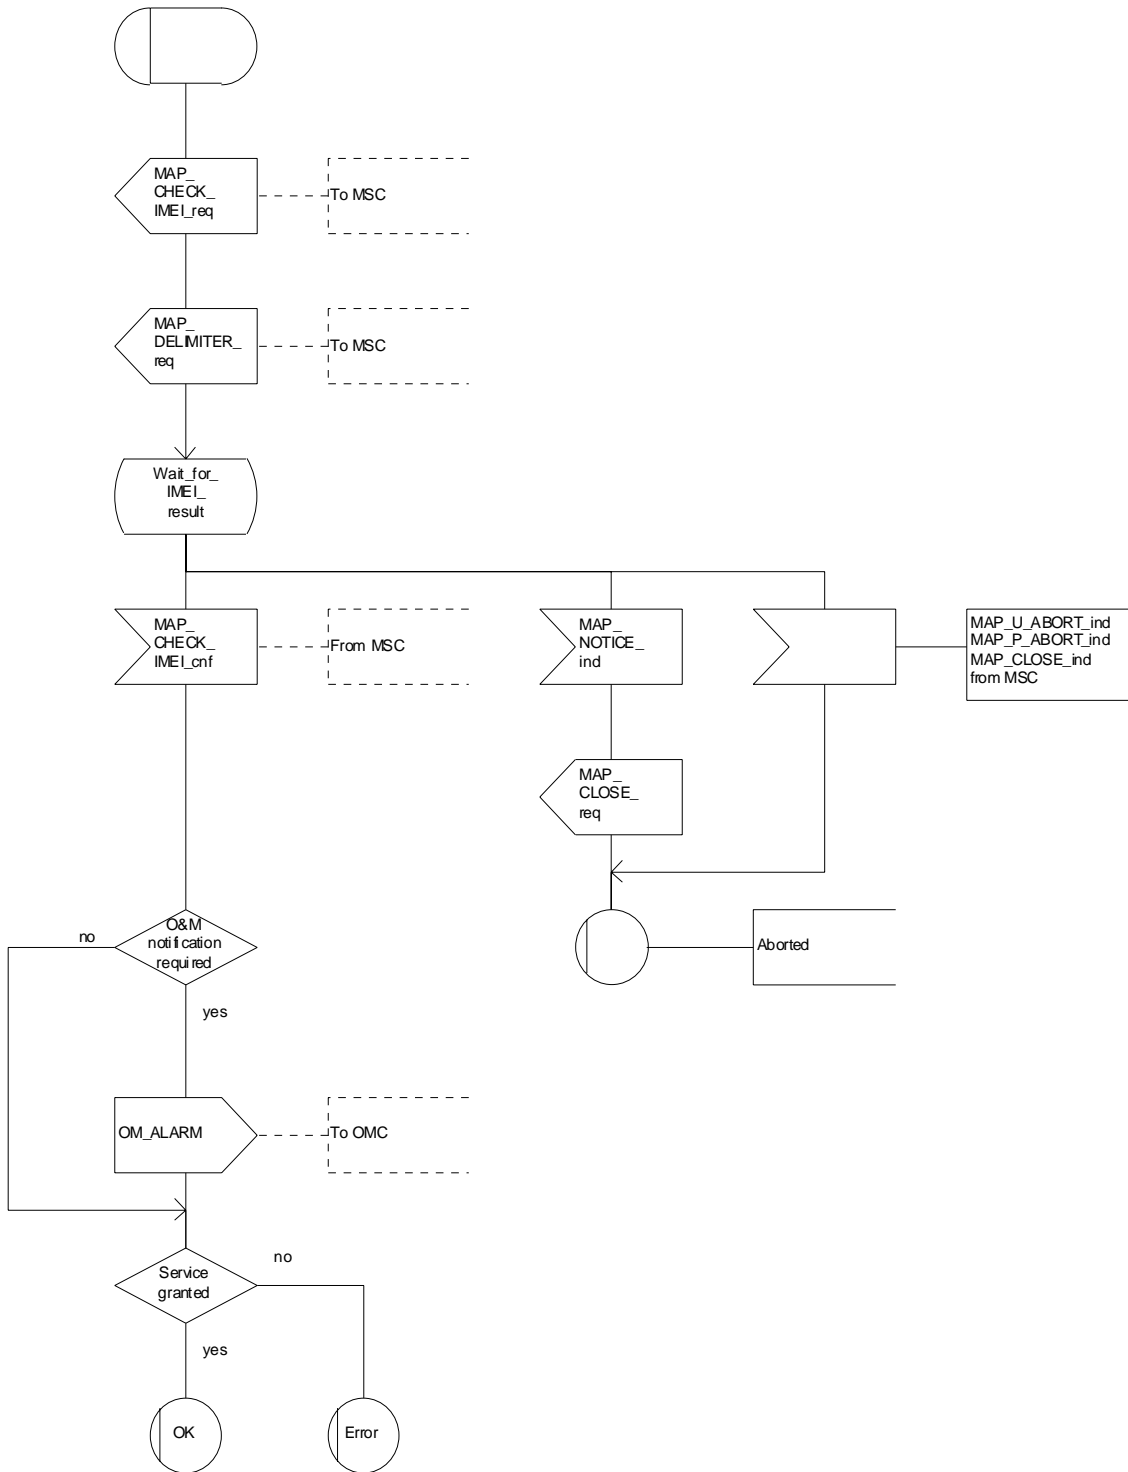 MAP_
CHECK_
IMEI_req
To MSC
MAP_
DELIMITER_
req
To MSC
Wait_for_
IMEI_
result
MAP_
CHECK_
IMEI_cnf
From MSC
MAP_
NOTICE_
ind
MAP_U_ABORT_ind
MAP_P_ABORT_ind
MAP_CLOSE_ind
from MSC
MAP_
CLOSE_
req
O&M
notification
required
no
yes
Aborted
OM_ALARM
To OMC
Service
granted
no
yes
OK
Error